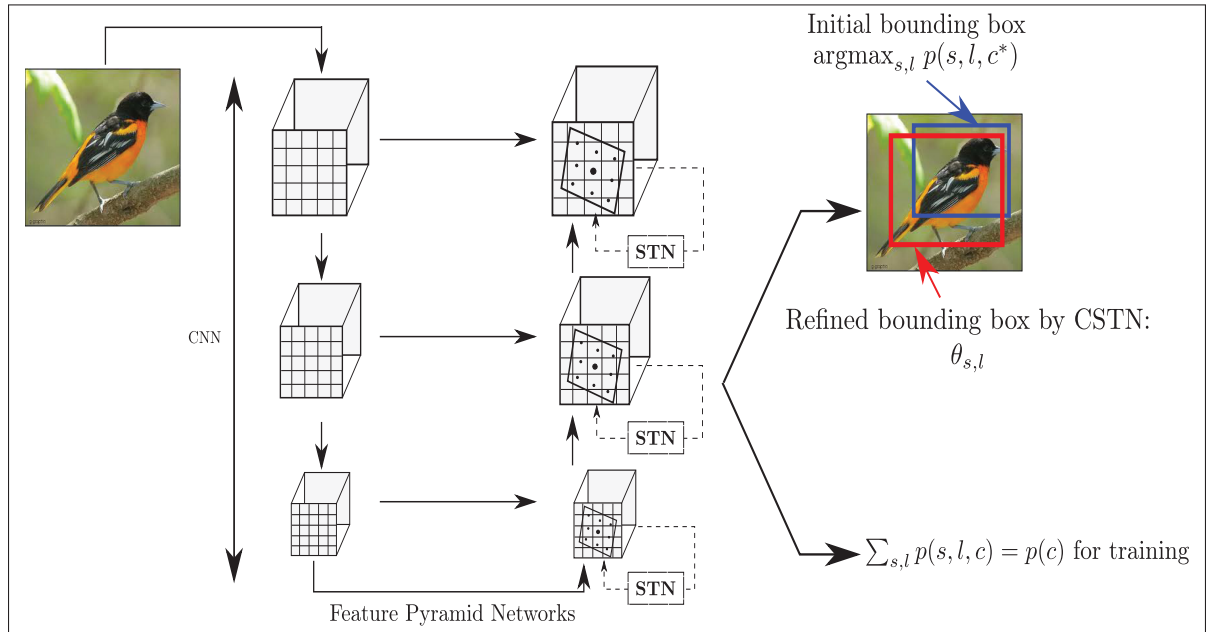 Initial bounding box
argmax_{s,l} p(s, l, c*)
CNN
STN
STN
STN
Refined bounding box by CSTN:
θ_{s,l}
∑_{s,l} p(s, l, c) = p(c) for training
Feature Pyramid Networks